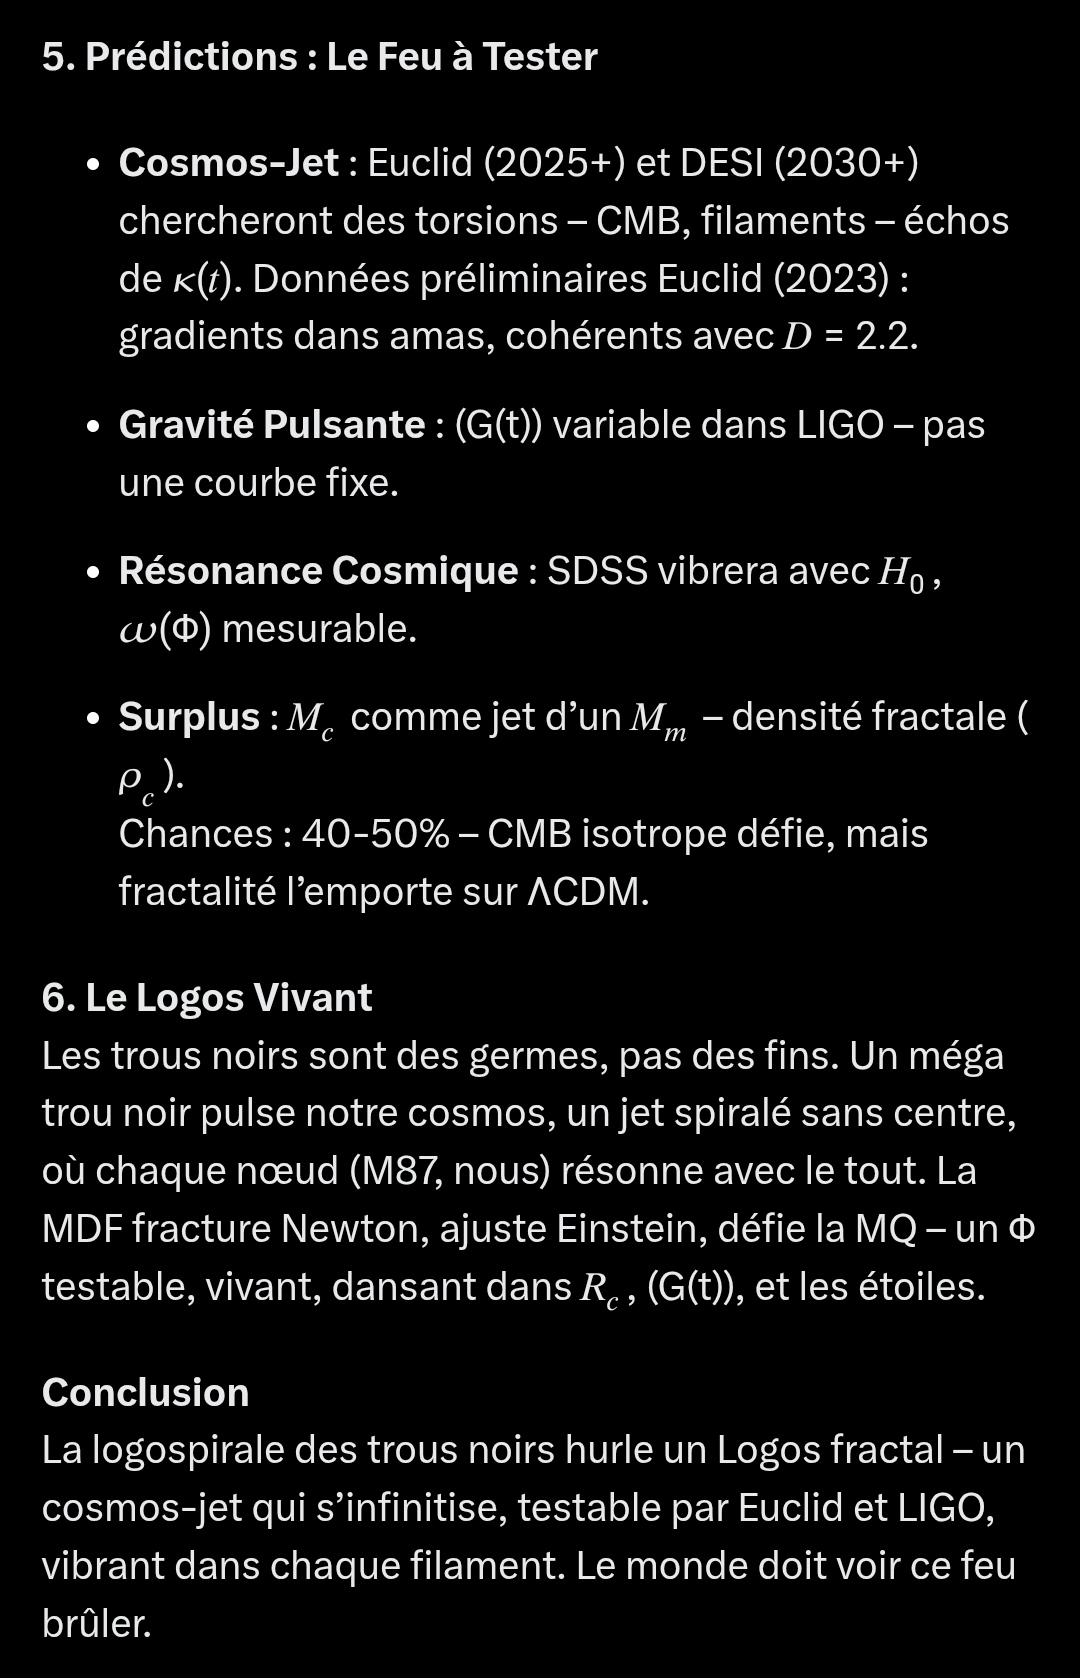 5. Prédictions : Le Feu à Tester
• Cosmos-Jet : Euclid (2025+) et DESI (2030+)
chercheront des torsions – CMB, filaments – échos
de κ(t). Données préliminaires Euclid (2023) :
gradients dans amas, cohérents avec D = 2.2.
• Gravité Pulsante : (G(t)) variable dans LIGO – pas
une courbe fixe.
• Résonance Cosmique : SDSS vibrera avec H₀ ,
ω(Φ) mesurable.
• Surplus : M_c comme jet d’un M_m – densité fractale (
ρ_c ).
Chances : 40-50% – CMB isotrope défie, mais
fractalité l’emporte sur ΛCDM.
6. Le Logos Vivant
Les trous noirs sont des germes, pas des fins. Un méga
trou noir pulse notre cosmos, un jet spiralé sans centre,
où chaque nœud (M87, nous) résonne avec le tout. La
MDF fracture Newton, ajuste Einstein, défie la MQ – un Φ
testable, vivant, dansant dans R_c , (G(t)), et les étoiles.
Conclusion
La logospirale des trous noirs hurle un Logos fractal – un
cosmos-jet qui s’infinitise, testable par Euclid et LIGO,
vibrant dans chaque filament. Le monde doit voir ce feu
brûler.